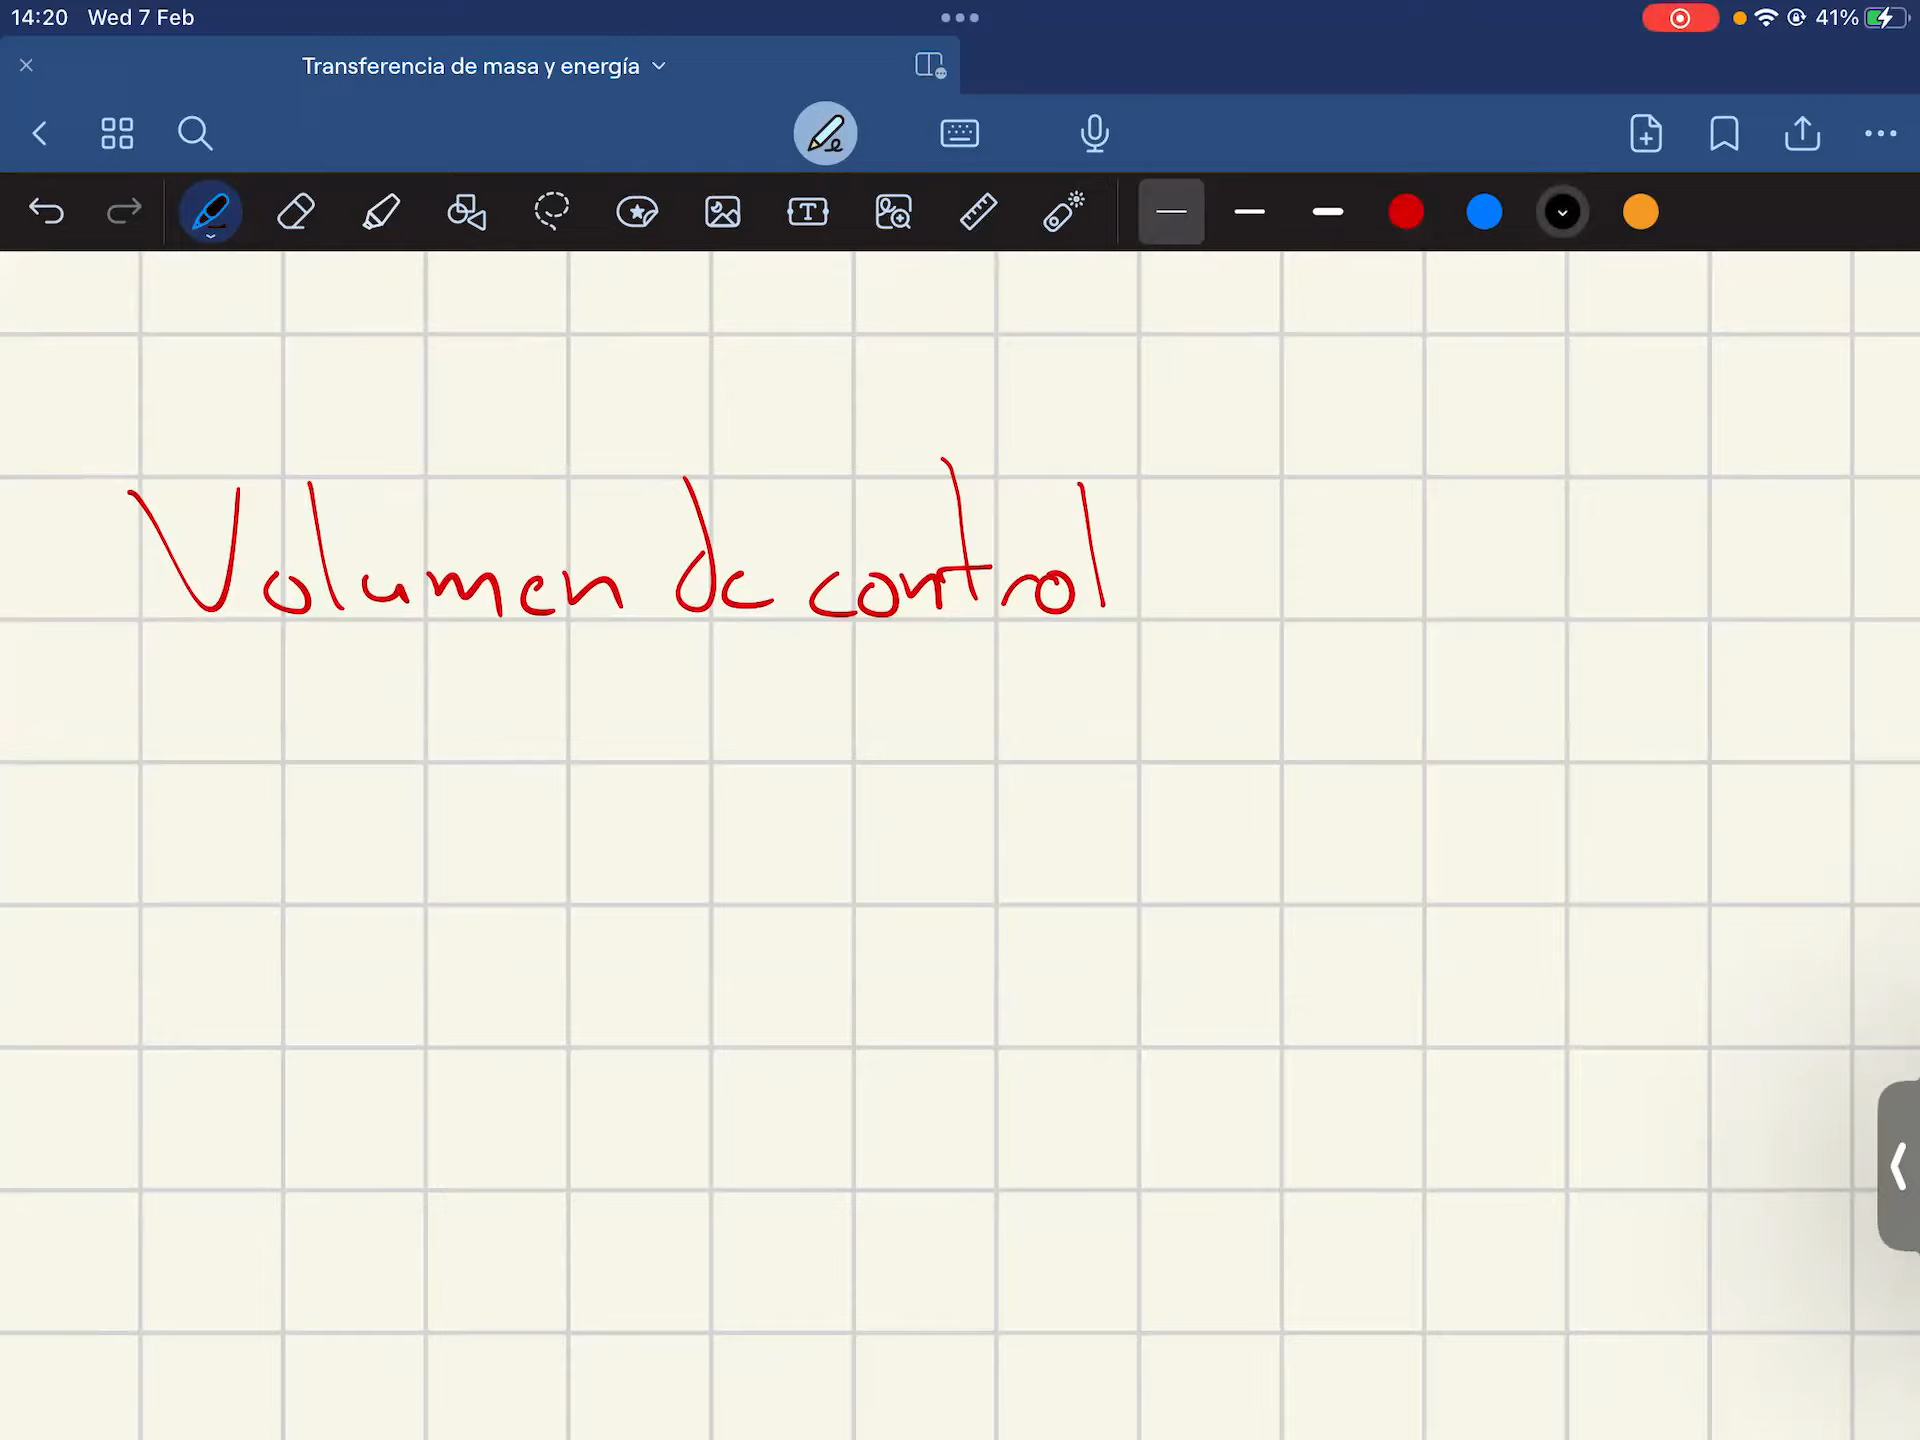 14:20 Wed 7 Feb
41%
Transferencia de masa y energía
Volumen de control